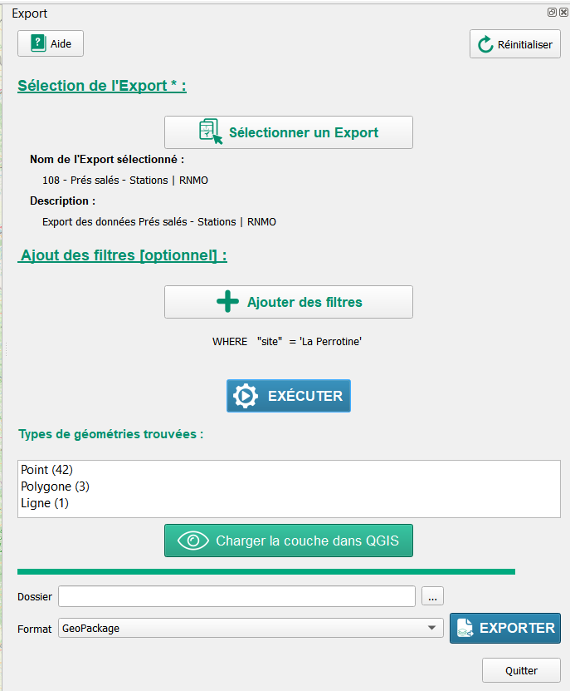 Export
Aide
Réinitialiser
Sélection de l'Export * :
Sélectionner un Export
Nom de l'Export sélectionné :
108 - Prés salés - Stations | RNMO
Description :
Export des données Prés salés - Stations | RNMO
Ajout des filtres [optionnel] :
Ajouter des filtres
WHERE "site" = 'La Perrotine'
EXÉCUTER
Types de géométries trouvées :
Point (42)
Polygone (3)
Ligne (1)
Charger la couche dans QGIS
Dossier
...
Format GeoPackage
EXPORTER
Quitter